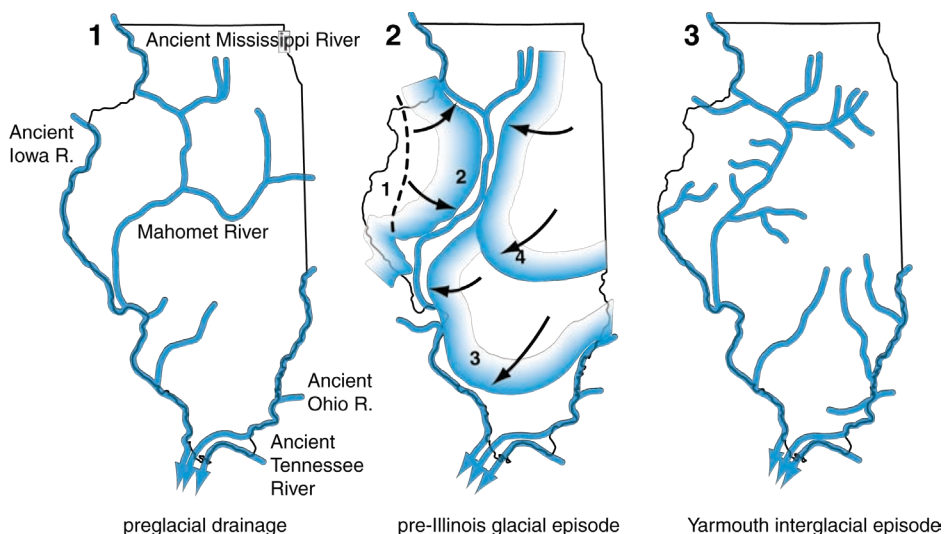 1
Ancient Mississippi River
Ancient
Iowa R.
Mahomet River
Ancient
Ohio R.
Ancient
Tennessee
River
preglacial drainage
2
1
2
4
3
pre-Illinois glacial episode
3
Yarmouth interglacial episode